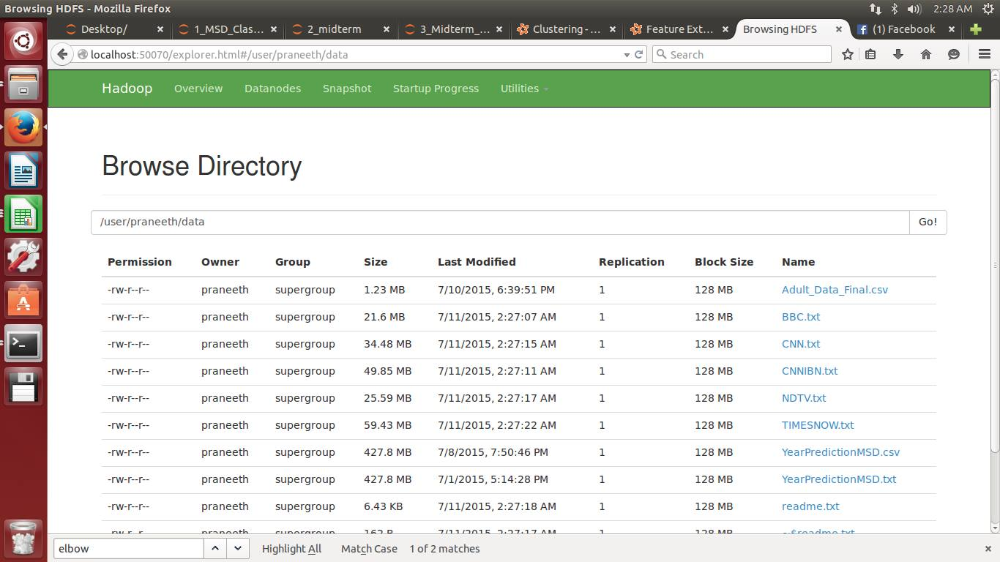 Browsing HDFS - Mozilla Firefox 2:28 AM
Desktop/ 1_MSD_Clas... 2_midterm 3_Midterm_... Clustering - ... Feature Ext... Browsing HDFS (1) Facebook
localhost:50070/explorer.html#/user/praneeth/data Search
Hadoop Overview Datanodes Snapshot Startup Progress Utilities
Browse Directory
/user/praneeth/data Go!
Permission Owner Group Size Last Modified Replication Block Size Name
-rw-r--r-- praneeth supergroup 1.23 MB 7/10/2015, 6:39:51 PM 1 128 MB Adult_Data_Final.csv
-rw-r--r-- praneeth supergroup 21.6 MB 7/11/2015, 2:27:07 AM 1 128 MB BBC.txt
-rw-r--r-- praneeth supergroup 34.48 MB 7/11/2015, 2:27:15 AM 1 128 MB CNN.txt
-rw-r--r-- praneeth supergroup 49.85 MB 7/11/2015, 2:27:11 AM 1 128 MB CNNIBN.txt
-rw-r--r-- praneeth supergroup 25.59 MB 7/11/2015, 2:27:17 AM 1 128 MB NDTV.txt
-rw-r--r-- praneeth supergroup 59.43 MB 7/11/2015, 2:27:22 AM 1 128 MB TIMESNOW.txt
-rw-r--r-- praneeth supergroup 427.8 MB 7/8/2015, 7:50:46 PM 1 128 MB YearPredictionMSD.csv
-rw-r--r-- praneeth supergroup 427.8 MB 7/1/2015, 5:14:28 PM 1 128 MB YearPredictionMSD.txt
-rw-r--r-- praneeth supergroup 6.43 KB 7/11/2015, 2:27:18 AM 1 128 MB readme.txt
-rw-r--r-- praneeth supergroup 162 B 7/11/2015, 2:27:17 AM 1 128 MB ~$readme.txt
elbow Highlight All Match Case 1 of 2 matches